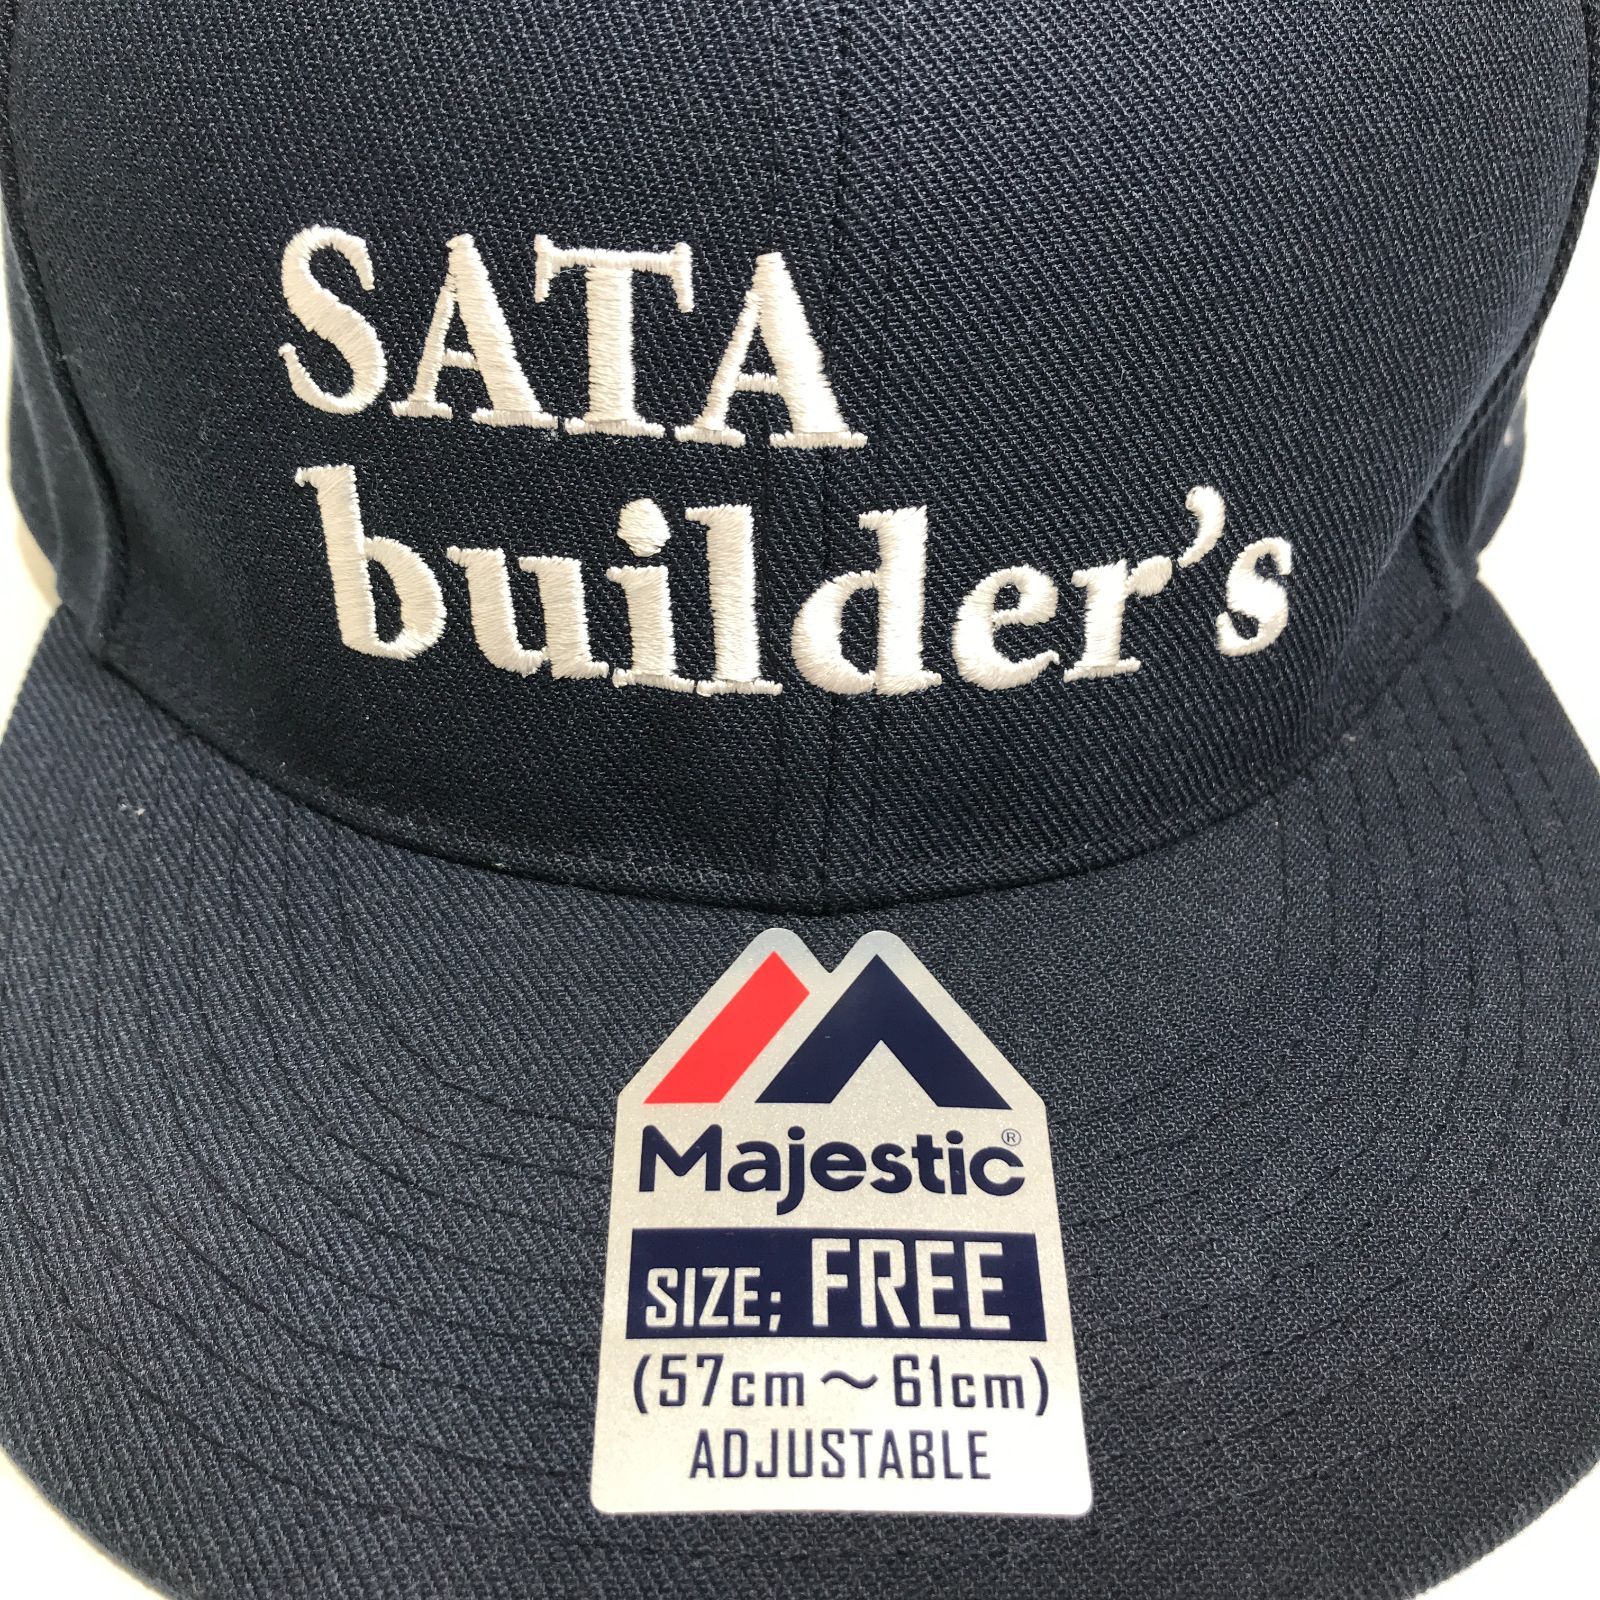 SATA
builder's
Majestic®
SIZE; FREE
(57cm～61cm)
ADJUSTABLE